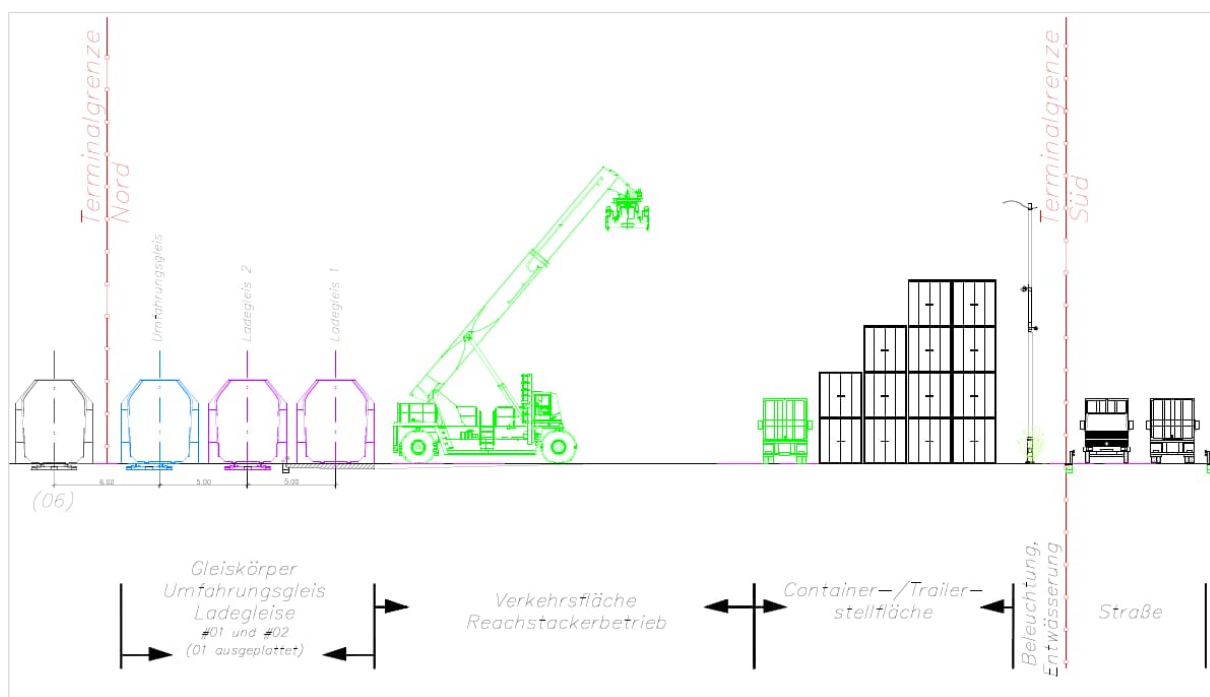 Terminalgrenze
Nord
Umfahrungsgleis
Ladegleis 2
Ladegleis 1
Terminalgrenze
Süd
6.00
5.00
5.00
(06)
Gleiskörper
Umfahrungsgleis
Ladegleise
#01 und #02
(01 ausgeplattet)
Verkehrsfläche
Reachstackerbetrieb
Container-/Trailer-
stellfläche
Beleuchtung,
Entwässerung
Straße